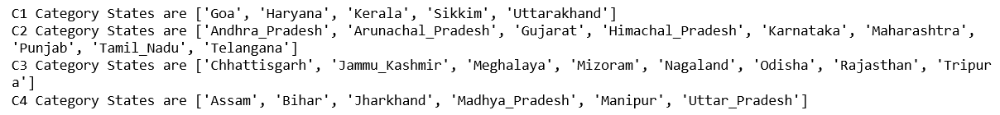 C1 Category States are ['Goa', 'Haryana', 'Kerala', 'Sikkim', 'Uttarakhand']
C2 Category States are ['Andhra_Pradesh', 'Arunachal_Pradesh', 'Gujarat', 'Himachal_Pradesh', 'Karnataka', 'Maharashtra',
'Punjab', 'Tamil_Nadu', 'Telangana']
C3 Category States are ['Chhattisgarh', 'Jammu_Kashmir', 'Meghalaya', 'Mizoram', 'Nagaland', 'Odisha', 'Rajasthan', 'Tripur
a']
C4 Category States are ['Assam', 'Bihar', 'Jharkhand', 'Madhya_Pradesh', 'Manipur', 'Uttar_Pradesh']